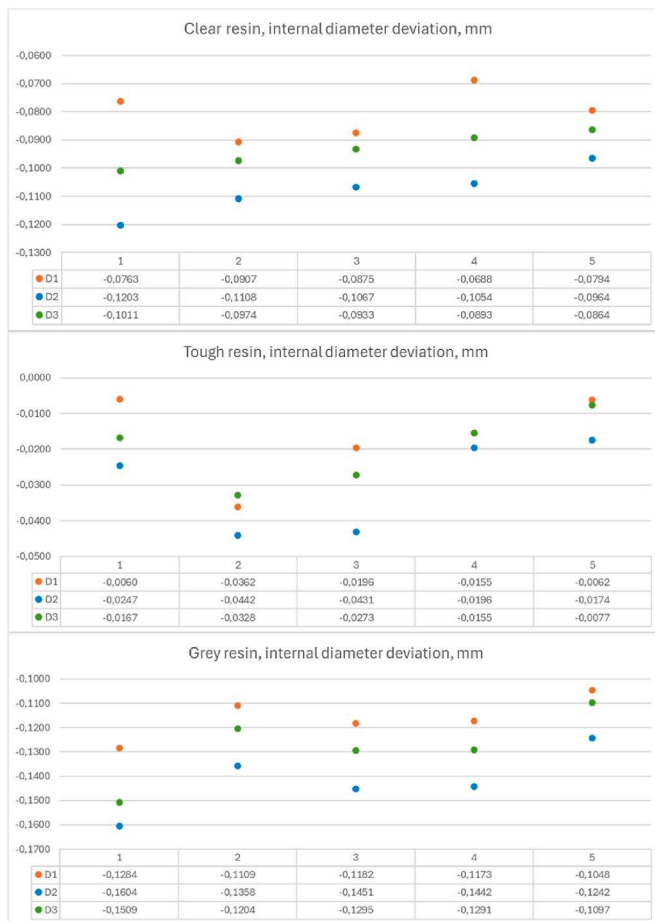 Clear resin, internal diameter deviation, mm
-0,0600
-0,0700
-0,0800
-0,0900
-0,1000
-0,1100
-0,1200
-0,1300
1 2 3 4 5
D1 -0,0763 -0,0907 -0,0875 -0,0688 -0,0794
D2 -0,1203 -0,1108 -0,1067 -0,1054 -0,0964
D3 -0,1011 -0,0974 -0,0933 -0,0893 -0,0864
Tough resin, internal diameter deviation, mm
0,0000
-0,0100
-0,0200
-0,0300
-0,0400
-0,0500
1 2 3 4 5
D1 -0,0060 -0,0362 -0,0196 -0,0155 -0,0062
D2 -0,0247 -0,0442 -0,0431 -0,0196 -0,0174
D3 -0,0167 -0,0328 -0,0273 -0,0155 -0,0077
Grey resin, internal diameter deviation, mm
-0,1000
-0,1100
-0,1200
-0,1300
-0,1400
-0,1500
-0,1600
-0,1700
1 2 3 4 5
D1 -0,1284 -0,1109 -0,1182 -0,1173 -0,1048
D2 -0,1604 -0,1358 -0,1451 -0,1442 -0,1242
D3 -0,1509 -0,1204 -0,1295 -0,1291 -0,1097